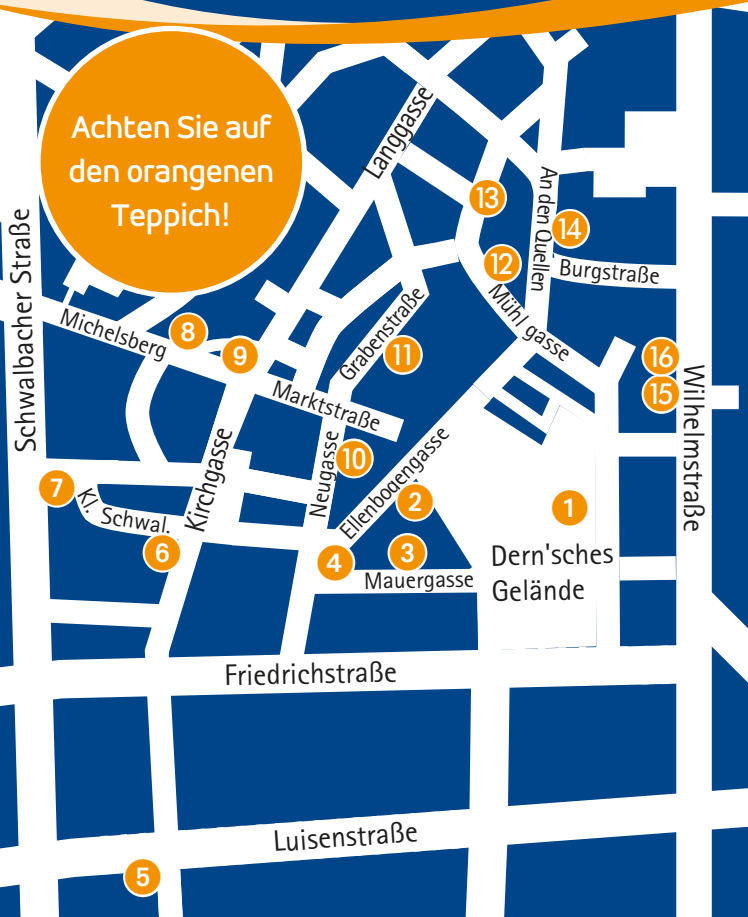 Achten Sie auf
den orangenen
Teppich!
Langgasse
Schwalbacher Straße
An den Quellen
13
14
12
Burgstraße
Michelsberg
8
9
Grabenstraße
11
Mühlgasse
16
15
Wilhelmstraße
Marktstraße
Kirchgasse
Neugasse
10
Ellenbogengasse
7
Kl. Schwal.
2
1
6
4
3
Mauergasse
Dern'sches
Gelände
Friedrichstraße
Luisenstraße
5